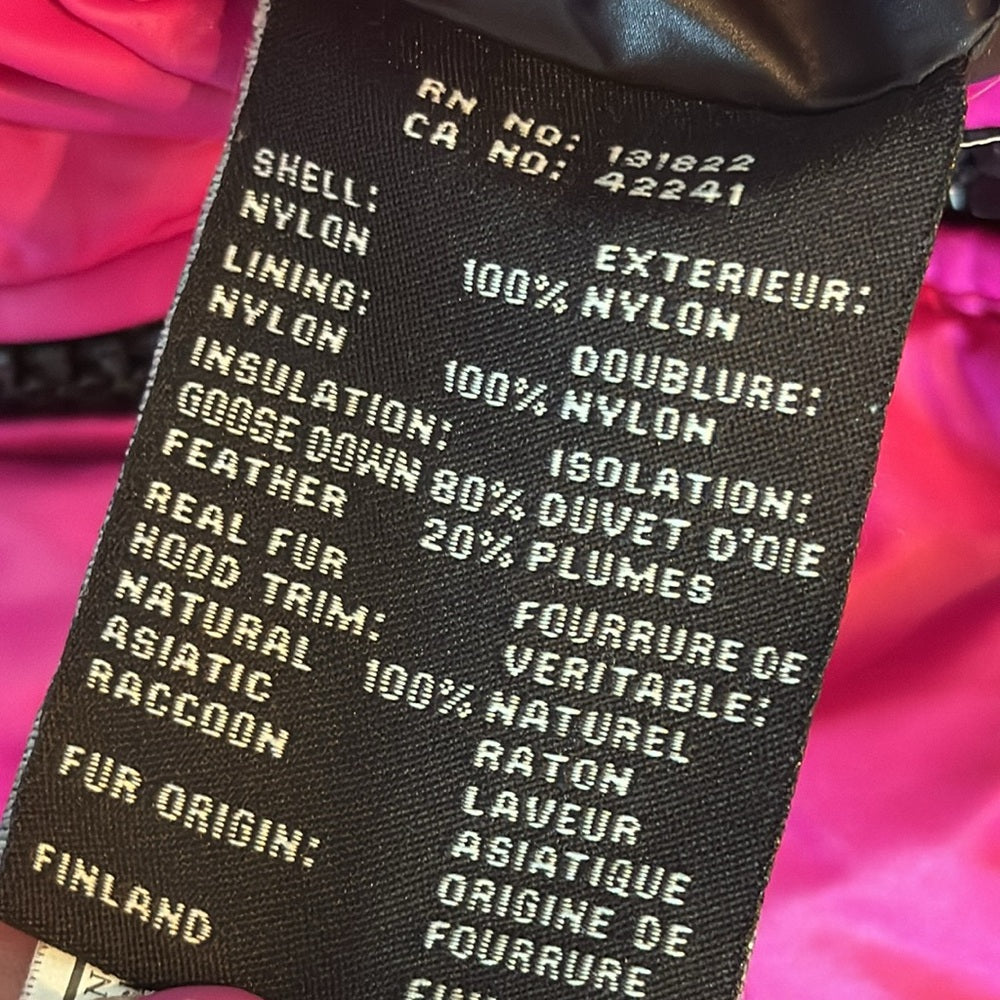 RN NO: 131822
CA NO: 42241
SHELL:
NYLON 100%
LINING:
NYLON 100%
INSULATION:
GOOSE DOWN 80%
FEATHER 20%
REAL FUR
HOOD TRIM:
NATURAL 100%
ASIATIC
RACCOON
FUR ORIGIN:
FINLAND
EXTERIEUR:
NYLON
DOUBLURE:
NYLON
ISOLATION:
DUVET D'OIE
PLUMES
FOURRURE DE
VERITABLE:
NATUREL
RATON
LAVEUR
ASIATIQUE
ORIGINE DE
FOURRURE